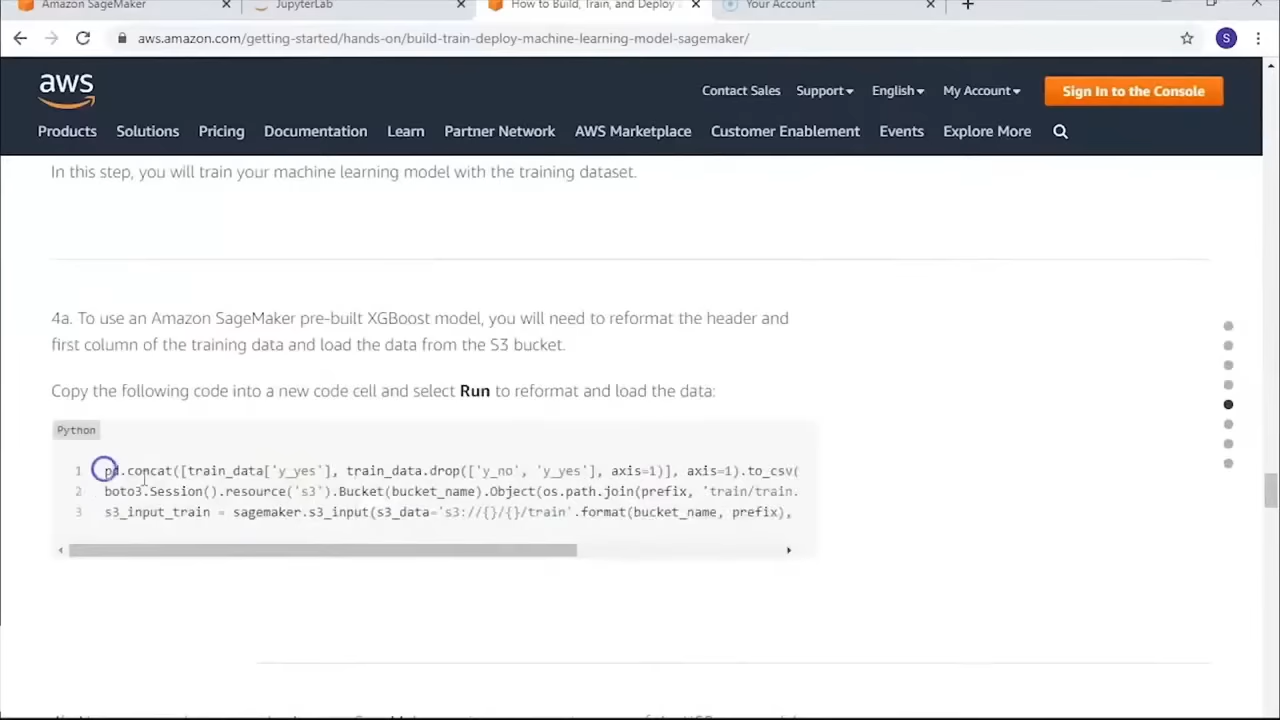 Amazon SageMaker
JupyterLab
How to Build, Train, and Deploy
Your Account
aws.amazon.com/getting-started/hands-on/build-train-deploy-machine-learning-model-sagemaker/
S
aws
Contact Sales Support English My Account Sign In to the Console
Products Solutions Pricing Documentation Learn Partner Network AWS Marketplace Customer Enablement Events Explore More
In this step, you will train your machine learning model with the training dataset.
4a. To use an Amazon SageMaker pre-built XGBoost model, you will need to reformat the header and
first column of the training data and load the data from the S3 bucket.
Copy the following code into a new code cell and select Run to reformat and load the data:
Python
1 pd.concat([train_data['y_yes'], train_data.drop(['y_no', 'y_yes'], axis=1)], axis=1).to_csv(
2 boto3.Session().resource('s3').Bucket(bucket_name).Object(os.path.join(prefix, 'train/train.
3 s3_input_train = sagemaker.s3_input(s3_data='s3://{}/{}/train'.format(bucket_name, prefix),